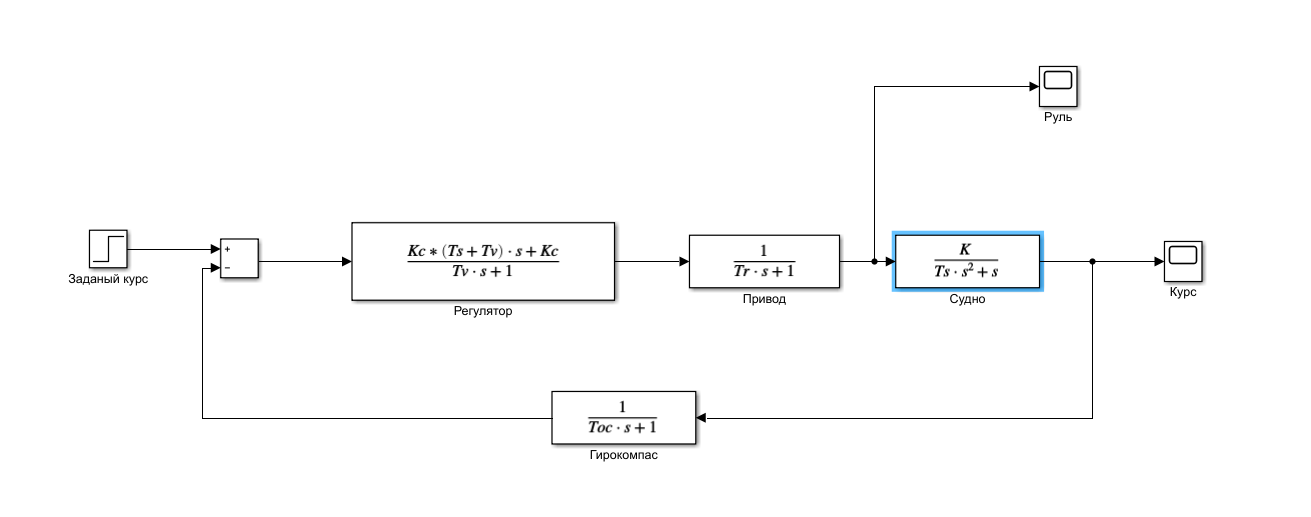 Руль
Заданый курс
+
−
Kc ∗ (Ts + Tv) · s + Kc
Tv · s + 1
Регулятор
1
Tr · s + 1
Привод
K
Ts · s² + s
Судно
Курс
1
Toc · s + 1
Гирокомпас